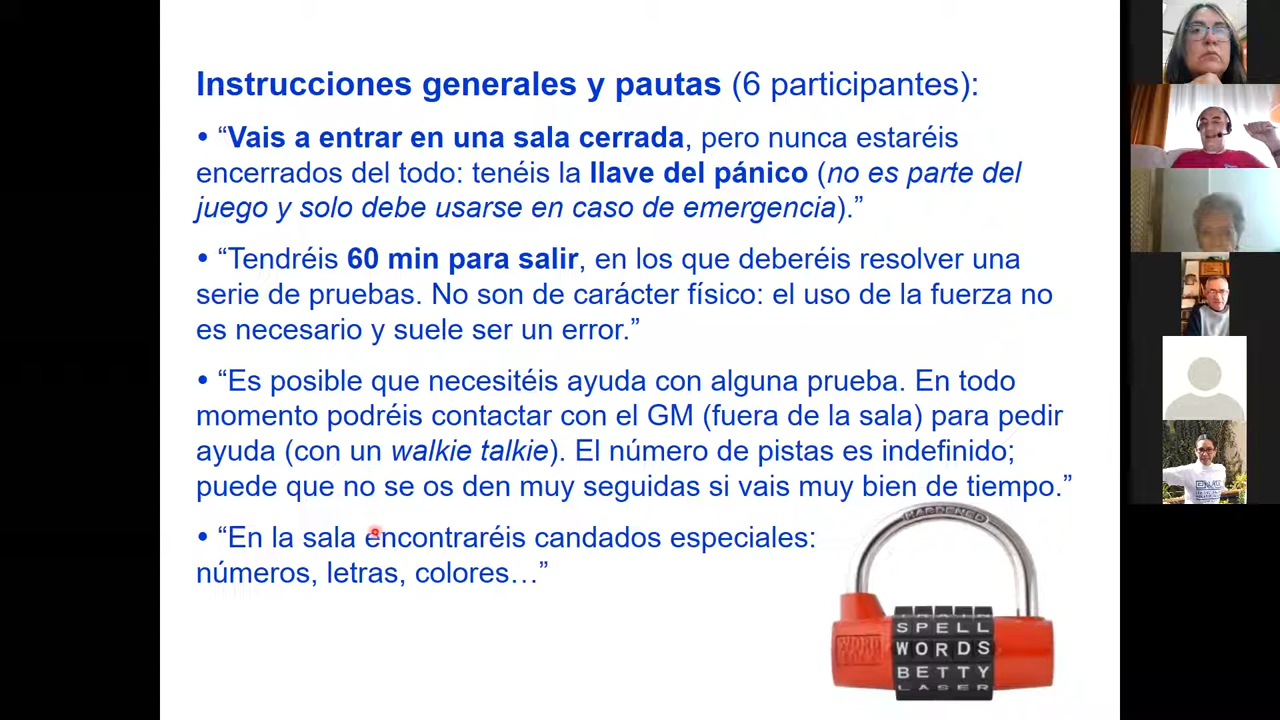 Instrucciones generales y pautas (6 participantes):
• “Vais a entrar en una sala cerrada, pero nunca estaréis
encerrados del todo: tenéis la llave del pánico (no es parte del
juego y solo debe usarse en caso de emergencia).”
• “Tendréis 60 min para salir, en los que deberéis resolver una
serie de pruebas. No son de carácter físico: el uso de la fuerza no
es necesario y suele ser un error.”
• “Es posible que necesitéis ayuda con alguna prueba. En todo
momento podréis contactar con el GM (fuera de la sala) para pedir
ayuda (con un walkie talkie). El número de pistas es indefinido;
puede que no se os den muy seguidas si vais muy bien de tiempo.”
• “En la sala encontraréis candados especiales:
números, letras, colores…”
HARDENED
SPELL
WORDS
BETTY
LASER